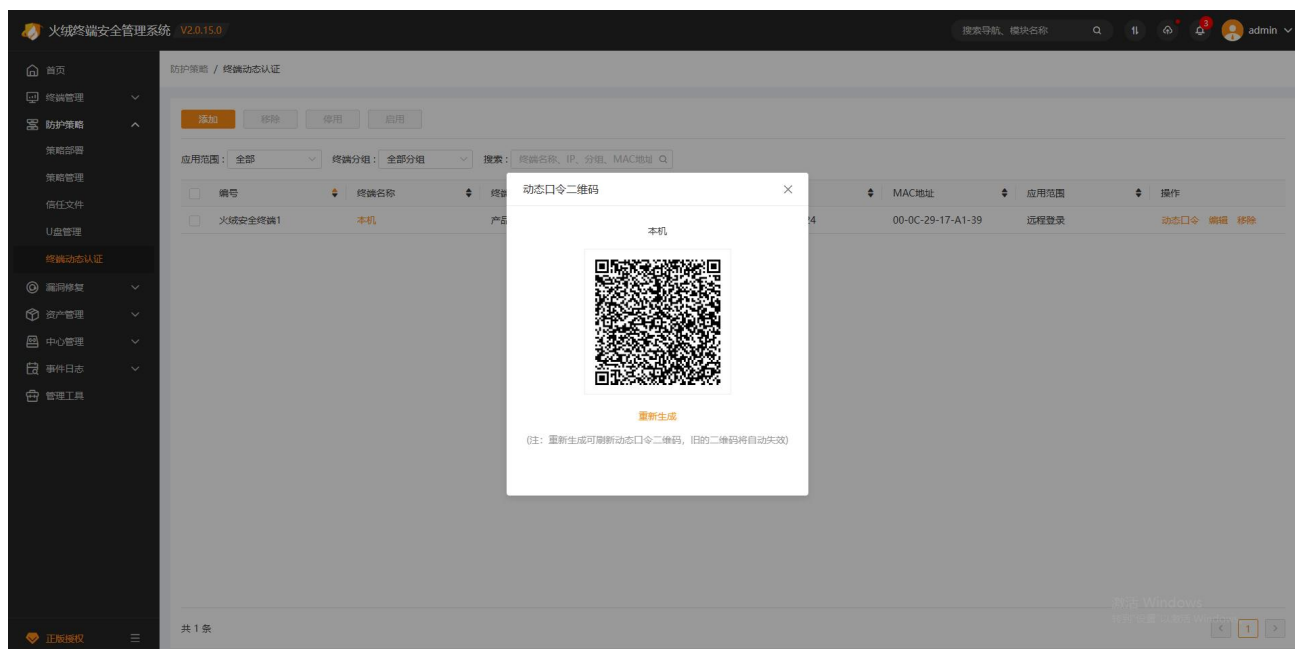 火绒终端安全管理系统 V2.0.15.0
搜索导航、模块名称
3
admin
首页
终端管理
防护策略
策略部署
策略管理
信任文件
U盘管理
终端动态认证
漏洞修复
资产管理
中心管理
事件日志
管理工具
正版授权
防护策略 / 终端动态认证
添加 移除 停用 启用
应用范围: 全部 终端分组: 全部分组 搜索: 终端名称、IP、分组、MAC地址
编号 终端名称 MAC地址 应用范围 操作
火绒安全终端1 本机 产品 24 00-0C-29-17-A1-39 远程登录 动态口令 编辑 移除
动态口令二维码
本机
重新生成
(注: 重新生成可刷新动态口令二维码, 旧的二维码将自动失效)
激活 Windows
共 1 条
1